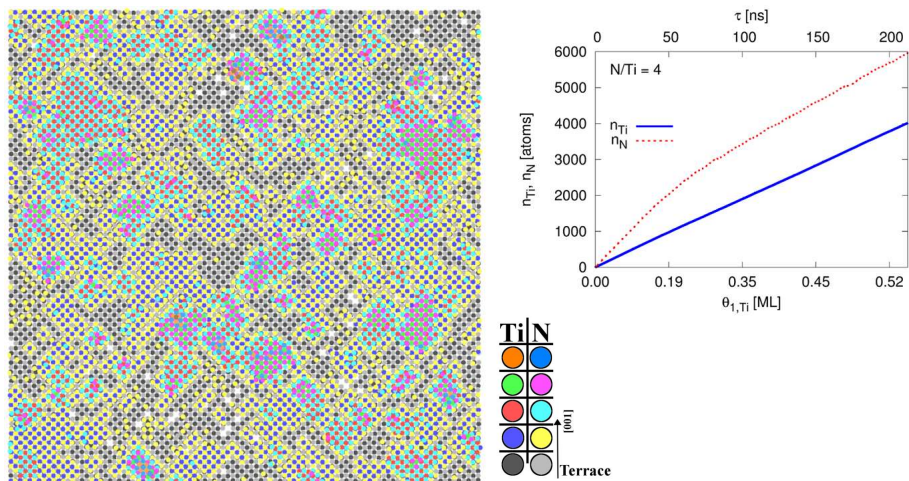 τ [ns]
0 50 100 150 200
N/Ti = 4
n_Ti
n_N
6000
5000
4000
3000
2000
1000
0
n_Ti, n_N [atoms]
0.00 0.19 0.35 0.45 0.52
θ_1,Ti [ML]
Ti N
[100]
Terrace